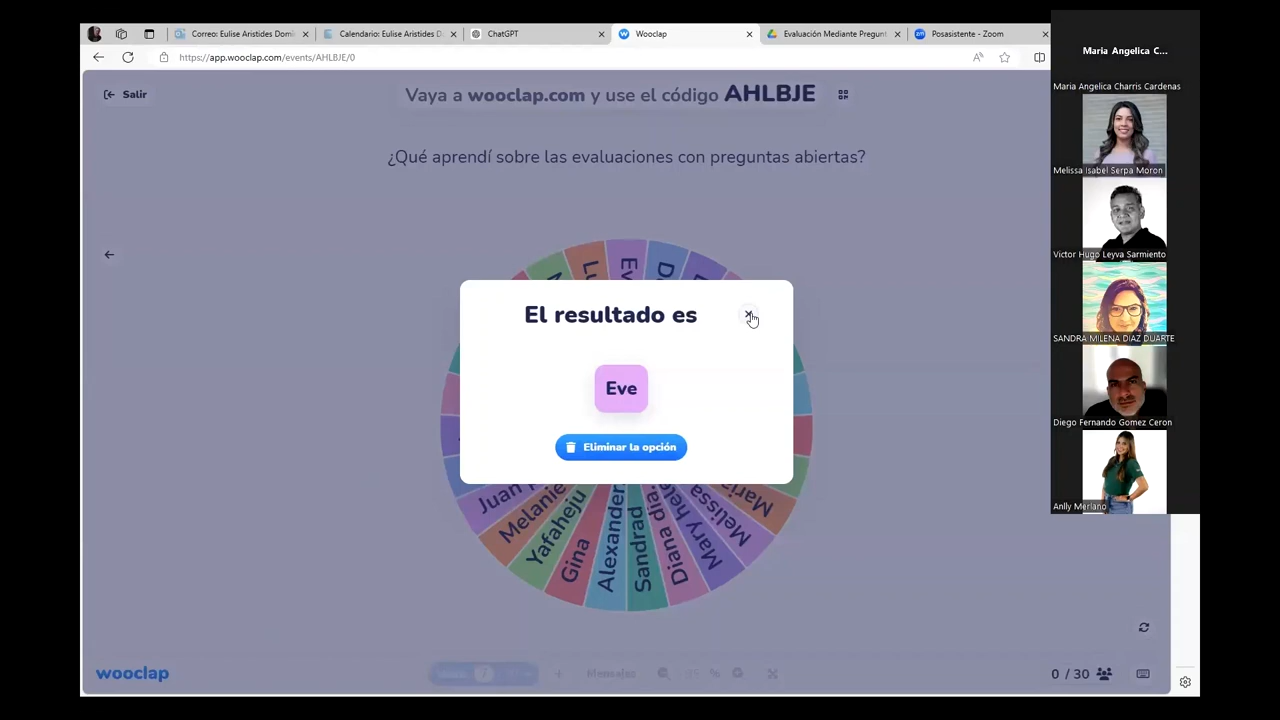 Correo: Eulise Aristides Domi
Calendario: Eulise Aristides D
ChatGPT
Wooclap
Evaluación Mediante Pregunt
Posasistente - Zoom
https://app.wooclap.com/events/AHLBJE/0
Salir
Vaya a wooclap.com y use el código AHLBJE
¿Qué aprendí sobre las evaluaciones con preguntas abiertas?
El resultado es
Eve
Eliminar la opción
Juan
Melanie
Yafaheju
Gina
Alexander
Sandrad
Diana dia.
Mary hele
Melissa
Maria
wooclap
Mensajes
0 / 30
Maria Angelica C...
Maria Angelica Charris Cardenas
Melissa Isabel Serpa Moron
Victor Hugo Leyva Sarmiento
SANDRA MILENA DIAZ DUARTE
Diego Fernando Gomez Ceron
Anlly Merlano